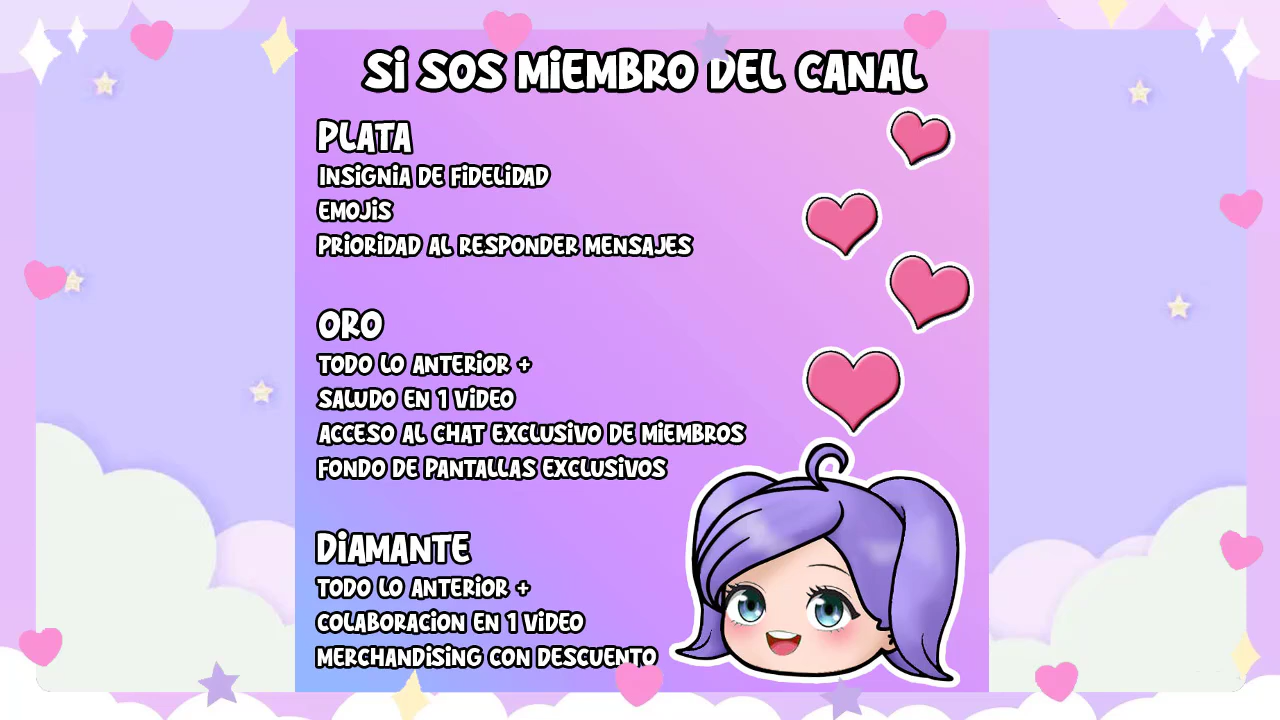 SI SOS MIEMBRO DEL CANAL
PLATA
INSIGNIA DE FIDELIDAD
EMOJIS
PRIORIDAD AL RESPONDER MENSAJES
ORO
TODO LO ANTERIOR +
SALUDO EN 1 VIDEO
ACCESO AL CHAT EXCLUSIVO DE MIEMBROS
FONDO DE PANTALLAS EXCLUSIVOS
DIAMANTE
TODO LO ANTERIOR +
COLABORACION EN 1 VIDEO
MERCHANDISING CON DESCUENTO